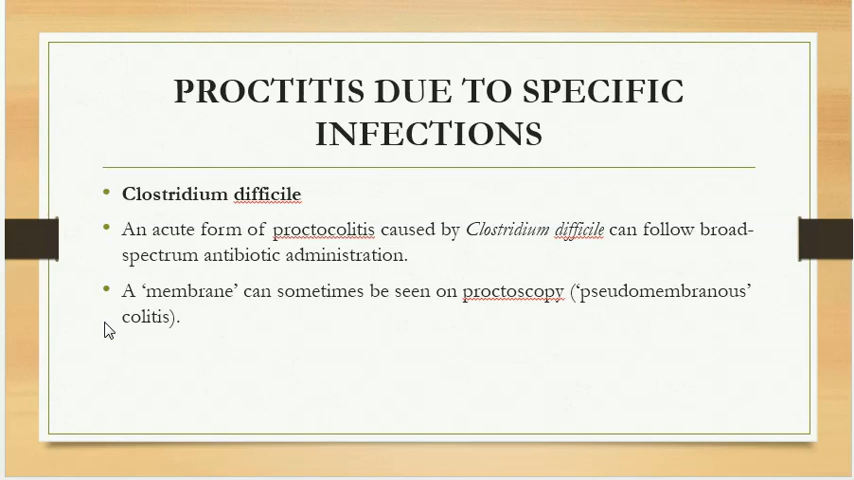 PROCTITIS DUE TO SPECIFIC
INFECTIONS
• Clostridium difficile
• An acute form of proctocolitis caused by Clostridium difficile can follow broad-
spectrum antibiotic administration.
• A ‘membrane’ can sometimes be seen on proctoscopy (‘pseudomembranous’
colitis).